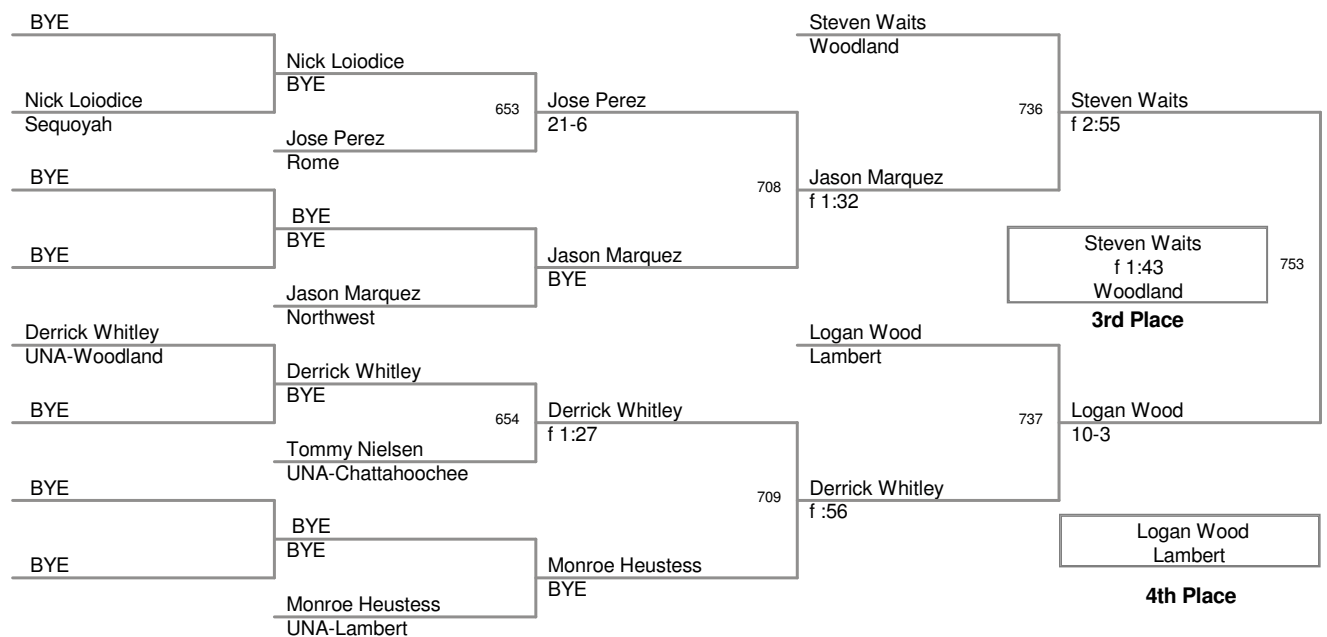 BYE
Steven Waits
Woodland
Nick Loiodice
BYE
Nick Loiodice
Sequoyah
653
Jose Perez
21-6
736
Steven Waits
f 2:55
Jose Perez
Rome
BYE
708
Jason Marquez
f 1:32
BYE
BYE
BYE
Jason Marquez
BYE
Steven Waits
f 1:43
Woodland
753
3rd Place
Jason Marquez
Northwest
Derrick Whitley
UNA-Woodland
Logan Wood
Lambert
Derrick Whitley
BYE
BYE
654
Derrick Whitley
f 1:27
737
Logan Wood
10-3
Tommy Nielsen
UNA-Chattahoochee
BYE
709
Derrick Whitley
f :56
BYE
BYE
Logan Wood
Lambert
4th Place
BYE
Monroe Heustess
BYE
Monroe Heustess
UNA-Lambert